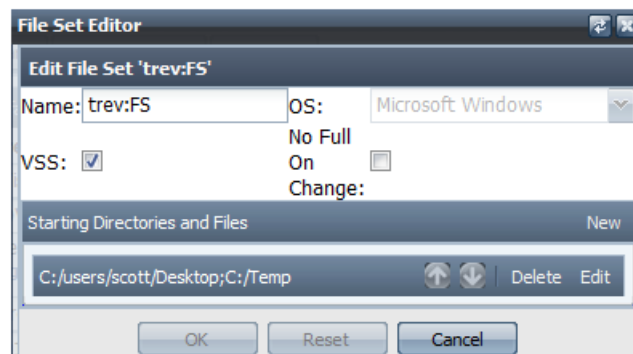 File Set Editor
Edit File Set 'trev:FS'
Name: trev:FS OS: Microsoft Windows
VSS: No Full On Change:
Starting Directories and Files New
C:/users/scott/Desktop;C:/Temp Delete Edit
OK Reset Cancel